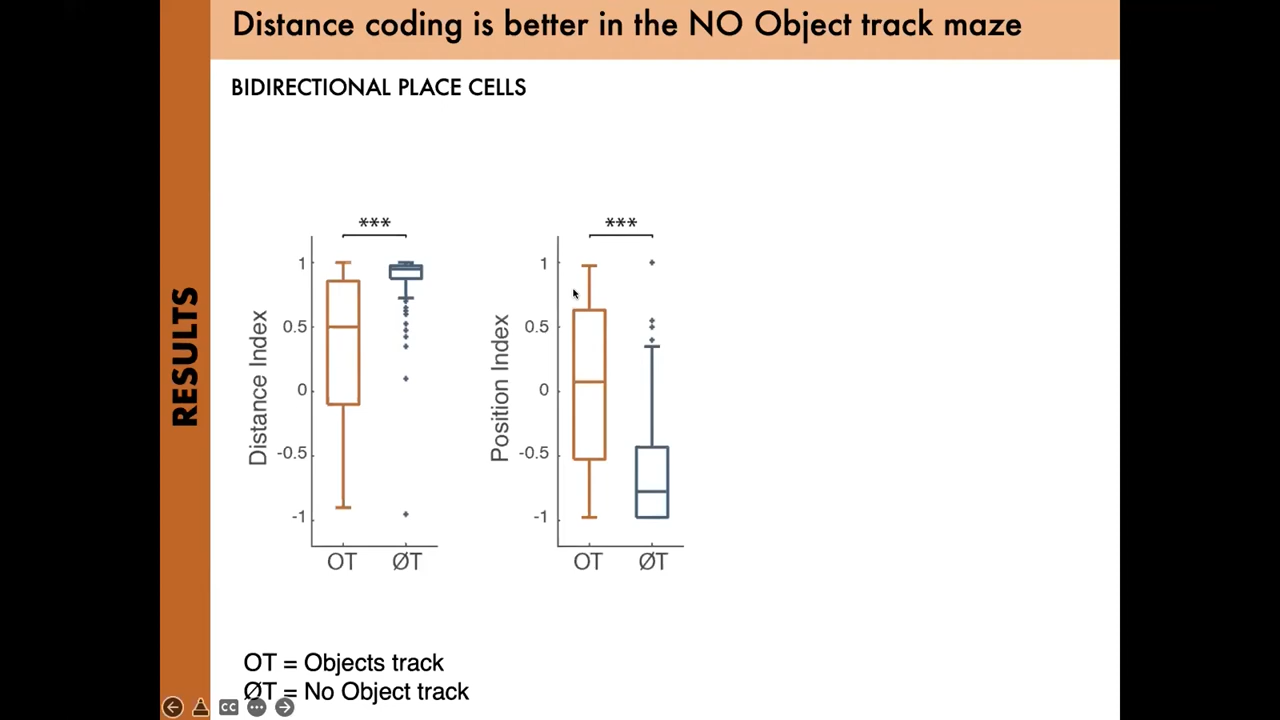 Distance coding is better in the NO Object track maze
BIDIRECTIONAL PLACE CELLS
RESULTS
***
1
0.5
0
-0.5
-1
Distance Index
OT ØT
***
1
0.5
0
-0.5
-1
Position Index
OT ØT
OT = Objects track
ØT = No Object track
CC